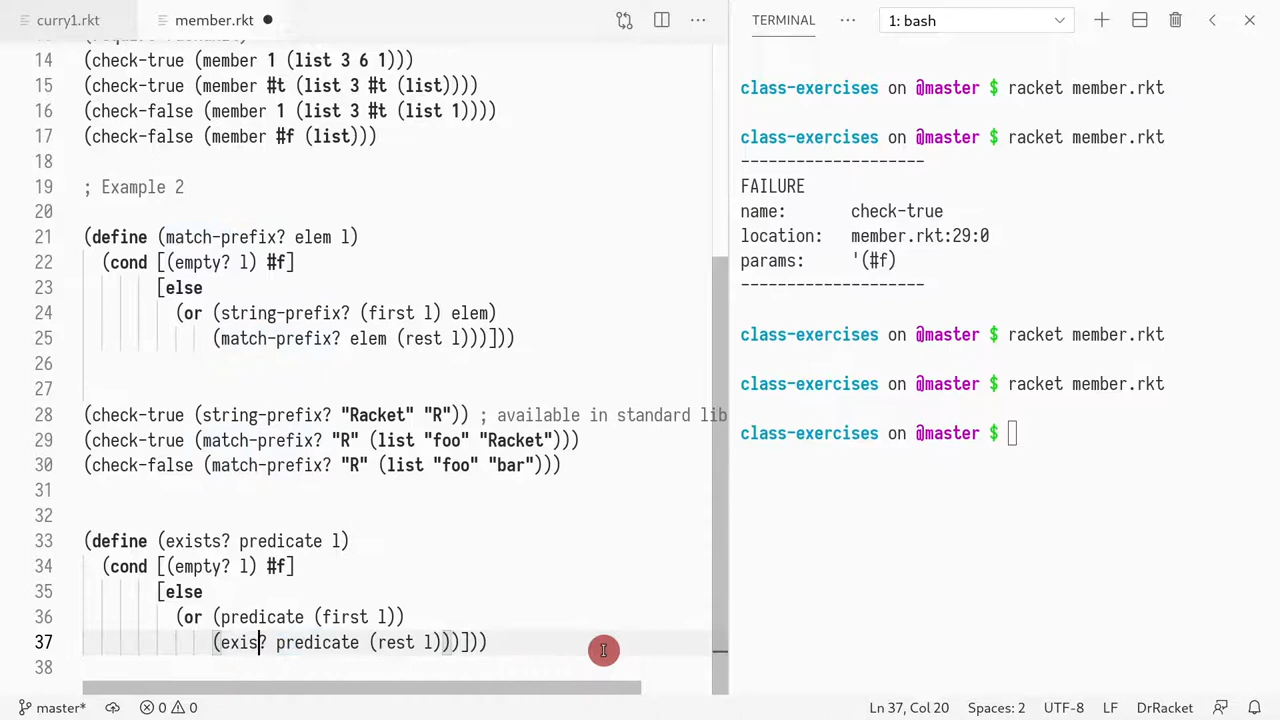 curry1.rkt
member.rkt
14 (check-true (member 1 (list 3 6 1)))
15 (check-true (member #t (list 3 #t (list))))
16 (check-false (member 1 (list 3 #t (list 1))))
17 (check-false (member #f (list)))
18
19 ; Example 2
20
21 (define (match-prefix? elem l)
22 (cond [(empty? l) #f]
23 [else
24 (or (string-prefix? (first l) elem)
25 (match-prefix? elem (rest l)))]))
26
27
28 (check-true (string-prefix? "Racket" "R")) ; available in standard lib
29 (check-true (match-prefix? "R" (list "foo" "Racket")))
30 (check-false (match-prefix? "R" (list "foo" "bar")))
31
32
33 (define (exists? predicate l)
34 (cond [(empty? l) #f]
35 [else
36 (or (predicate (first l))
37 (exis? predicate (rest l)))]))
38
TERMINAL
1: bash
class-exercises on @master $ racket member.rkt
class-exercises on @master $ racket member.rkt
--------------------
FAILURE
name: check-true
location: member.rkt:29:0
params: '(#f)
--------------------
class-exercises on @master $ racket member.rkt
class-exercises on @master $ racket member.rkt
class-exercises on @master $
master* 0 0 Ln 37, Col 20 Spaces: 2 UTF-8 LF DrRacket